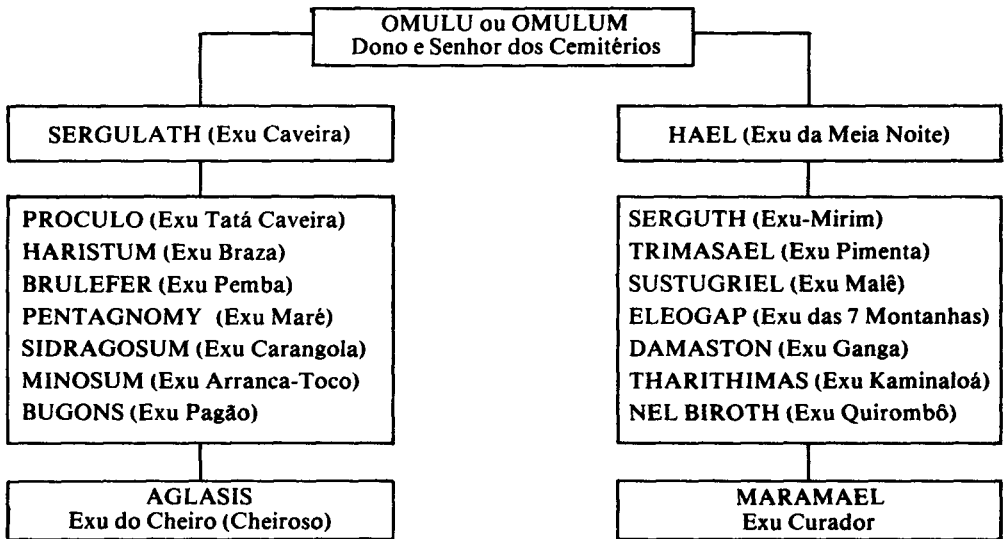 OMULU ou OMULUM
Dono e Senhor dos Cemitérios
SERGULATH (Exu Caveira)
HAEL (Exu da Meia Noite)
PROCULO (Exu Tatá Caveira)
HARISTUM (Exu Braza)
BRULEFER (Exu Pemba)
PENTAGNOMY (Exu Maré)
SIDRAGOSUM (Exu Carangola)
MINOSUM (Exu Arranca-Toco)
BUGONS (Exu Pagão)
SERGUTH (Exu-Mirim)
TRIMASAEL (Exu Pimenta)
SUSTUGRIEL (Exu Malê)
ELEOGAP (Exu das 7 Montanhas)
DAMASTON (Exu Ganga)
THARITHIMAS (Exu Kaminaloá)
NEL BIROTH (Exu Quirombô)
AGLASIS
Exu do Cheiro (Cheiroso)
MARAMAEL
Exu Curador